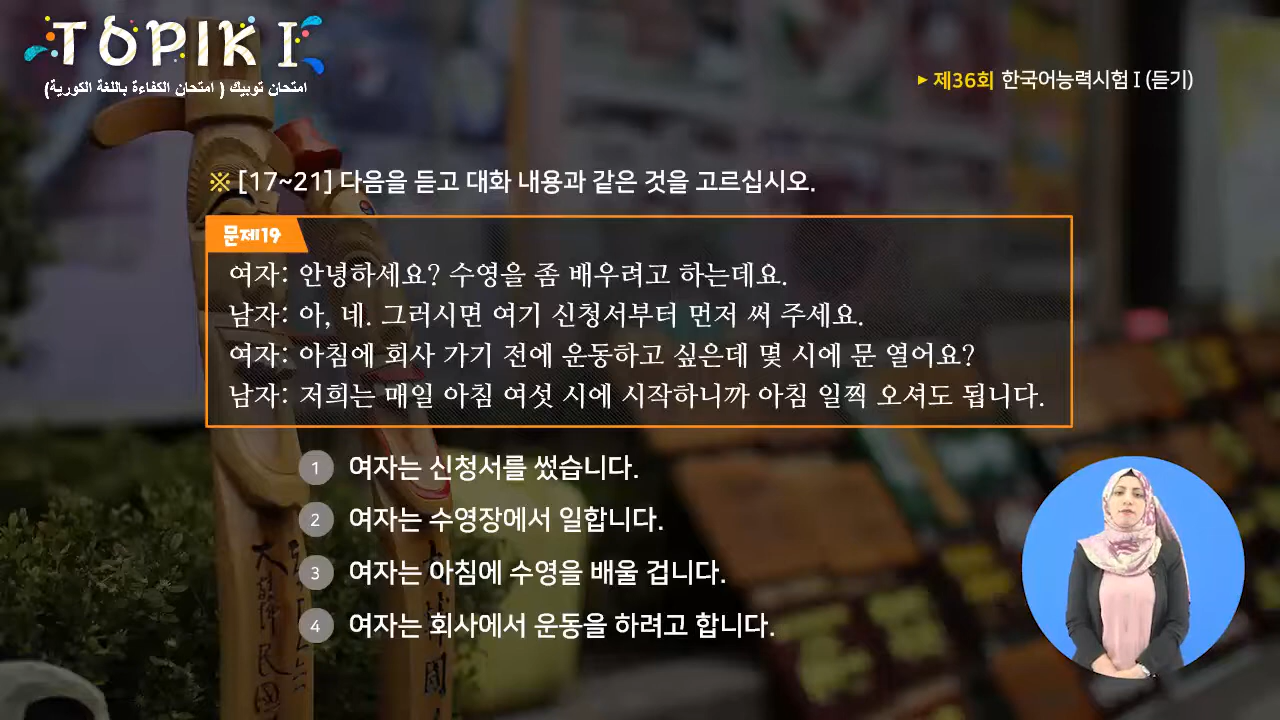 TOPIK I
امتحان توبيك ( امتحان الكفاءة باللغة الكورية)
▶ 제36회 한국어능력시험 I (듣기)
※ [17~21] 다음을 듣고 대화 내용과 같은 것을 고르십시오.
문제19
여자: 안녕하세요? 수영을 좀 배우려고 하는데요.
남자: 아, 네. 그러시면 여기 신청서부터 먼저 써 주세요.
여자: 아침에 회사 가기 전에 운동하고 싶은데 몇 시에 문 열어요?
남자: 저희는 매일 아침 여섯 시에 시작하니까 아침 일찍 오셔도 됩니다.
1 여자는 신청서를 썼습니다.
2 여자는 수영장에서 일합니다.
3 여자는 아침에 수영을 배울 겁니다.
4 여자는 회사에서 운동을 하려고 합니다.